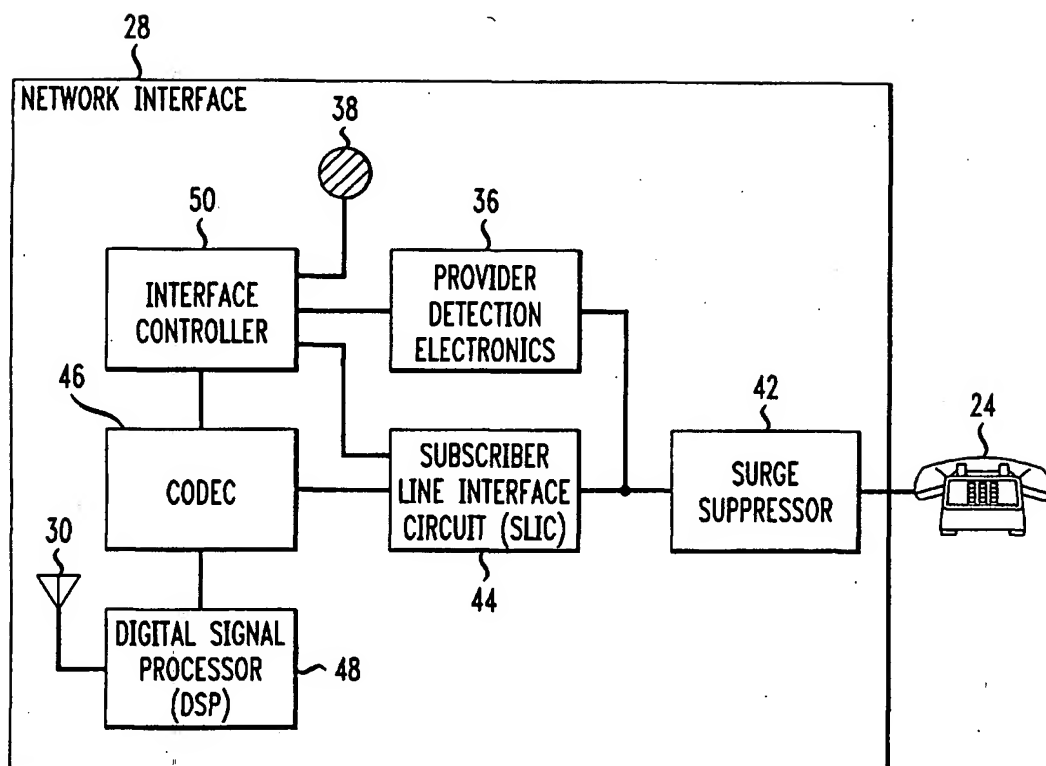 28
NETWORK INTERFACE
38
50
36
INTERFACE
CONTROLLER
PROVIDER
DETECTION
ELECTRONICS
46
42
24
CODEC
SUBSCRIBER
LINE INTERFACE
CIRCUIT (SLIC)
SURGE
SUPPRESSOR
30
44
DIGITAL SIGNAL
PROCESSOR
(DSP)
48